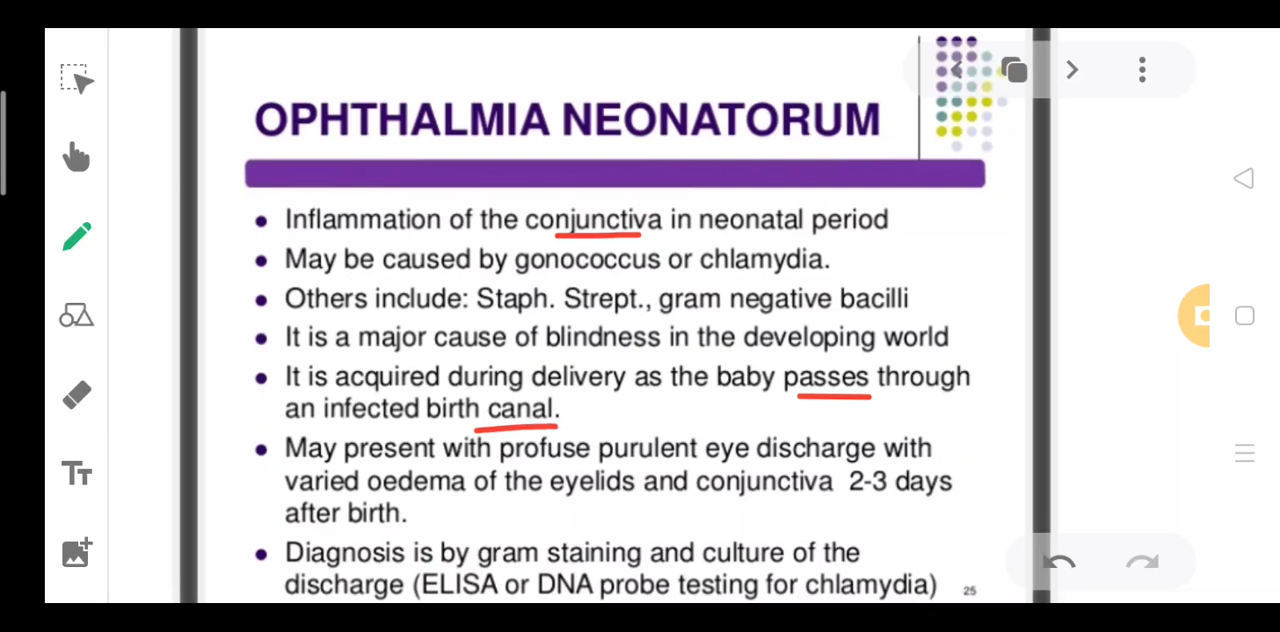 OPHTHALMIA NEONATORUM
• Inflammation of the conjunctiva in neonatal period
• May be caused by gonococcus or chlamydia.
• Others include: Staph. Strept., gram negative bacilli
• It is a major cause of blindness in the developing world
• It is acquired during delivery as the baby passes through
an infected birth canal.
• May present with profuse purulent eye discharge with
varied oedema of the eyelids and conjunctiva 2-3 days
after birth.
• Diagnosis is by gram staining and culture of the
discharge (ELISA or DNA probe testing for chlamydia)
25
TT